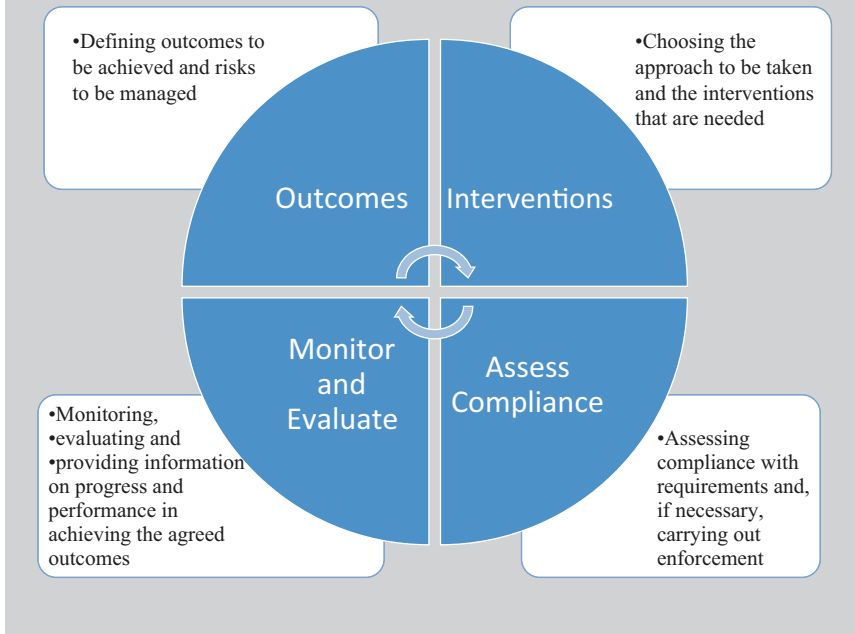 •Defining outcomes to
be achieved and risks
to be managed
•Choosing the
approach to be taken
and the interventions
that are needed
Outcomes
Interventions
Monitor
and
Evaluate
Assess
Compliance
•Monitoring,
•evaluating and
•providing information
on progress and
performance in
achieving the agreed
outcomes
•Assessing
compliance with
requirements and,
if necessary,
carrying out
enforcement